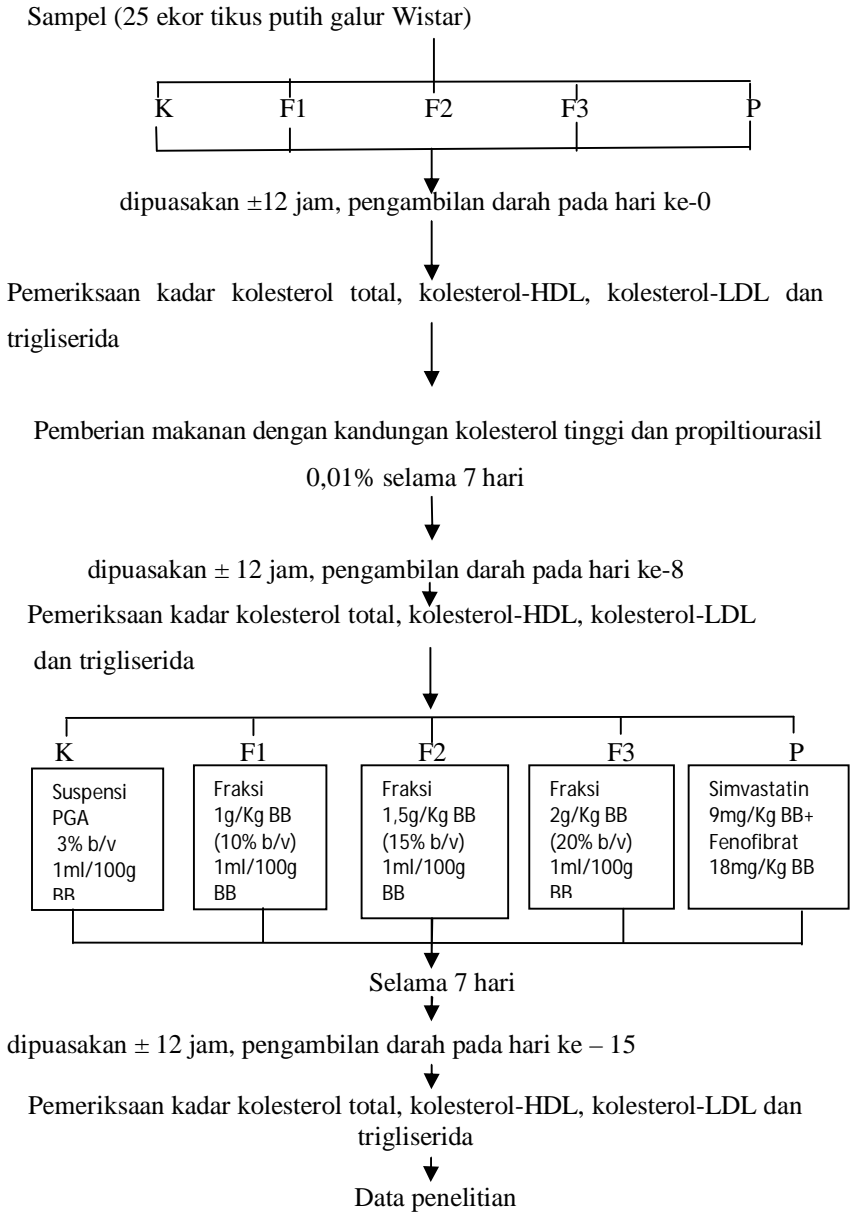 Sampel (25 ekor tikus putih galur Wistar)
K F1 F2 F3 P
dipuasakan ±12 jam, pengambilan darah pada hari ke-0
Pemeriksaan kadar kolesterol total, kolesterol-HDL, kolesterol-LDL dan
trigliserida
Pemberian makanan dengan kandungan kolesterol tinggi dan propiltiourasil
0,01% selama 7 hari
dipuasakan ± 12 jam, pengambilan darah pada hari ke-8
Pemeriksaan kadar kolesterol total, kolesterol-HDL, kolesterol-LDL
dan trigliserida
K F1 F2 F3 P
Suspensi
PGA
3% b/v
1ml/100g
BB
Fraksi
1g/Kg BB
(10% b/v)
1ml/100g
BB
Fraksi
1,5g/Kg BB
(15% b/v)
1ml/100g
BB
Fraksi
2g/Kg BB
(20% b/v)
1ml/100g
BB
Simvastatin
9mg/Kg BB+
Fenofibrat
18mg/Kg BB
Selama 7 hari
dipuasakan ± 12 jam, pengambilan darah pada hari ke – 15
Pemeriksaan kadar kolesterol total, kolesterol-HDL, kolesterol-LDL dan
trigliserida
Data penelitian